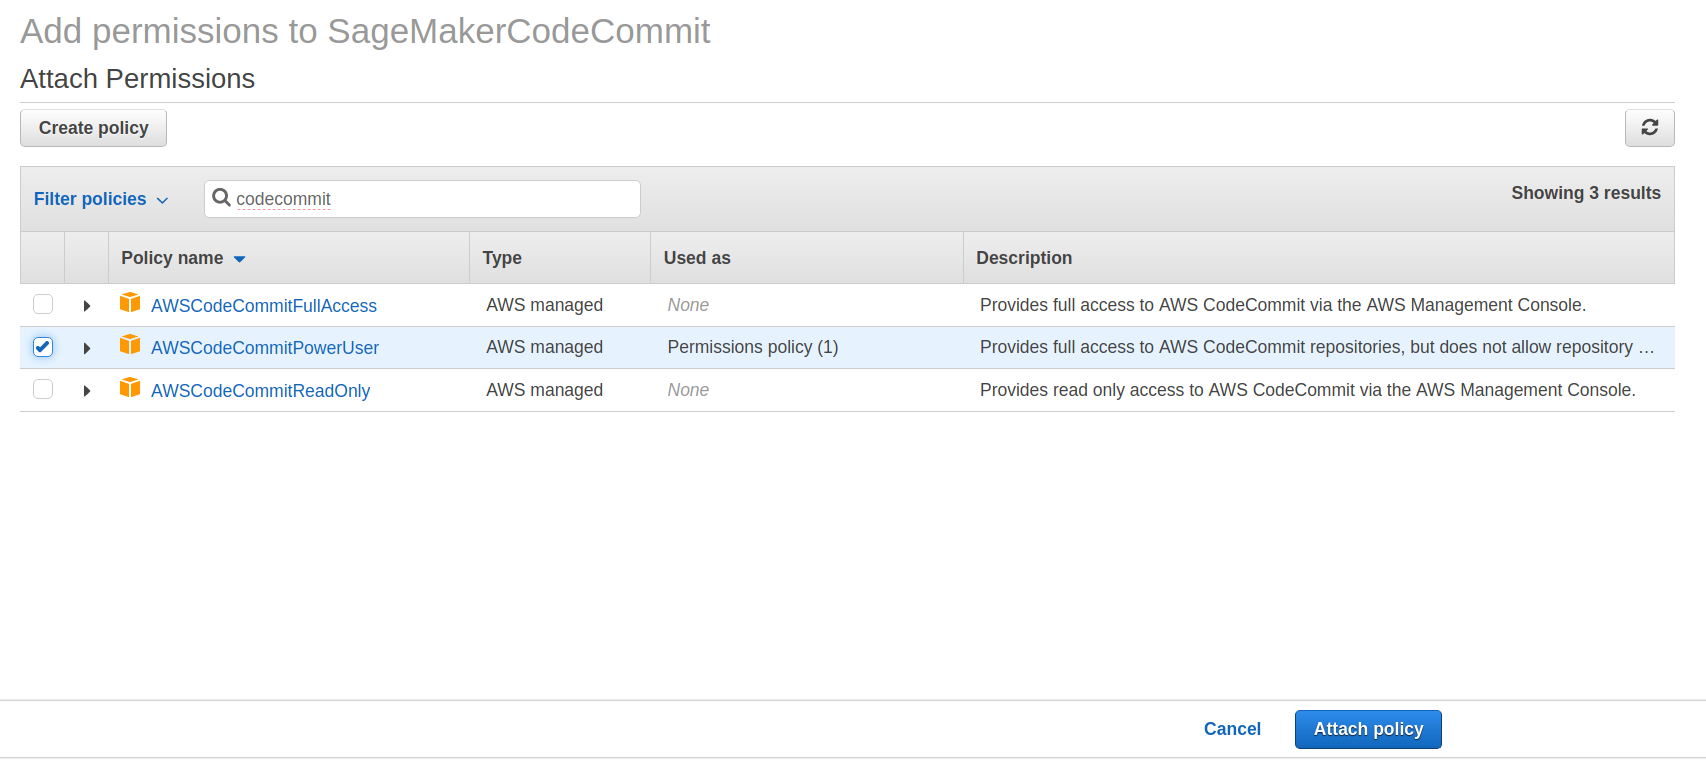 Add permissions to SageMakerCodeCommit
Attach Permissions
Create policy
Filter policies codecommit Showing 3 results
Policy name Type Used as Description
AWSCodeCommitFullAccess AWS managed None Provides full access to AWS CodeCommit via the AWS Management Console.
AWSCodeCommitPowerUser AWS managed Permissions policy (1) Provides full access to AWS CodeCommit repositories, but does not allow repository …
AWSCodeCommitReadOnly AWS managed None Provides read only access to AWS CodeCommit via the AWS Management Console.
Cancel Attach policy